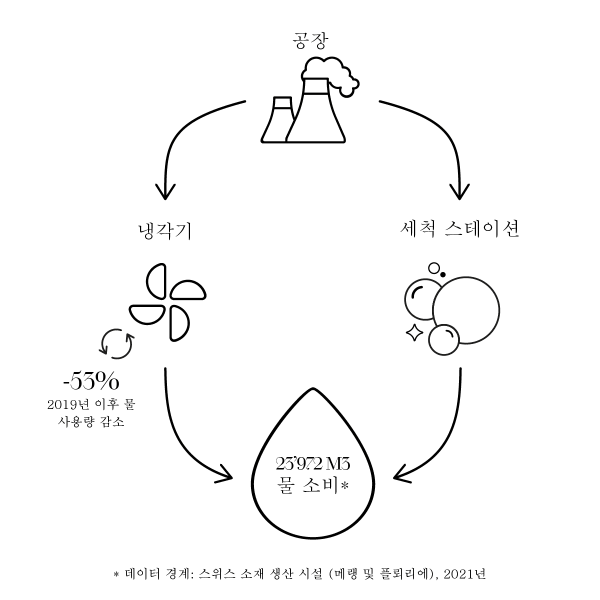 공장
냉각기
세척 스테이션
-53%
2019년 이후 물
사용량 감소
23'972 M3
물 소비*
* 데이터 경계: 스위스 소재 생산 시설 (메랭 및 플뢰리에), 2021년